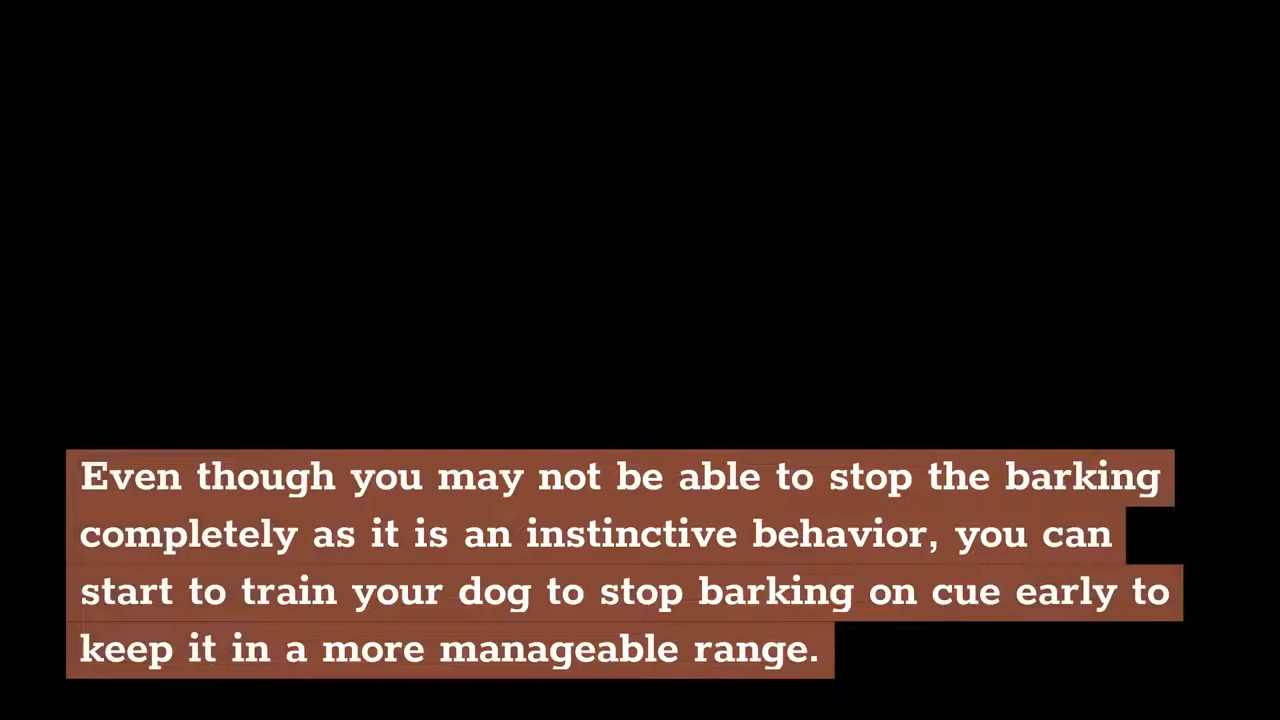 Even though you may not be able to stop the barking
completely as it is an instinctive behavior, you can
start to train your dog to stop barking on cue early to
keep it in a more manageable range.